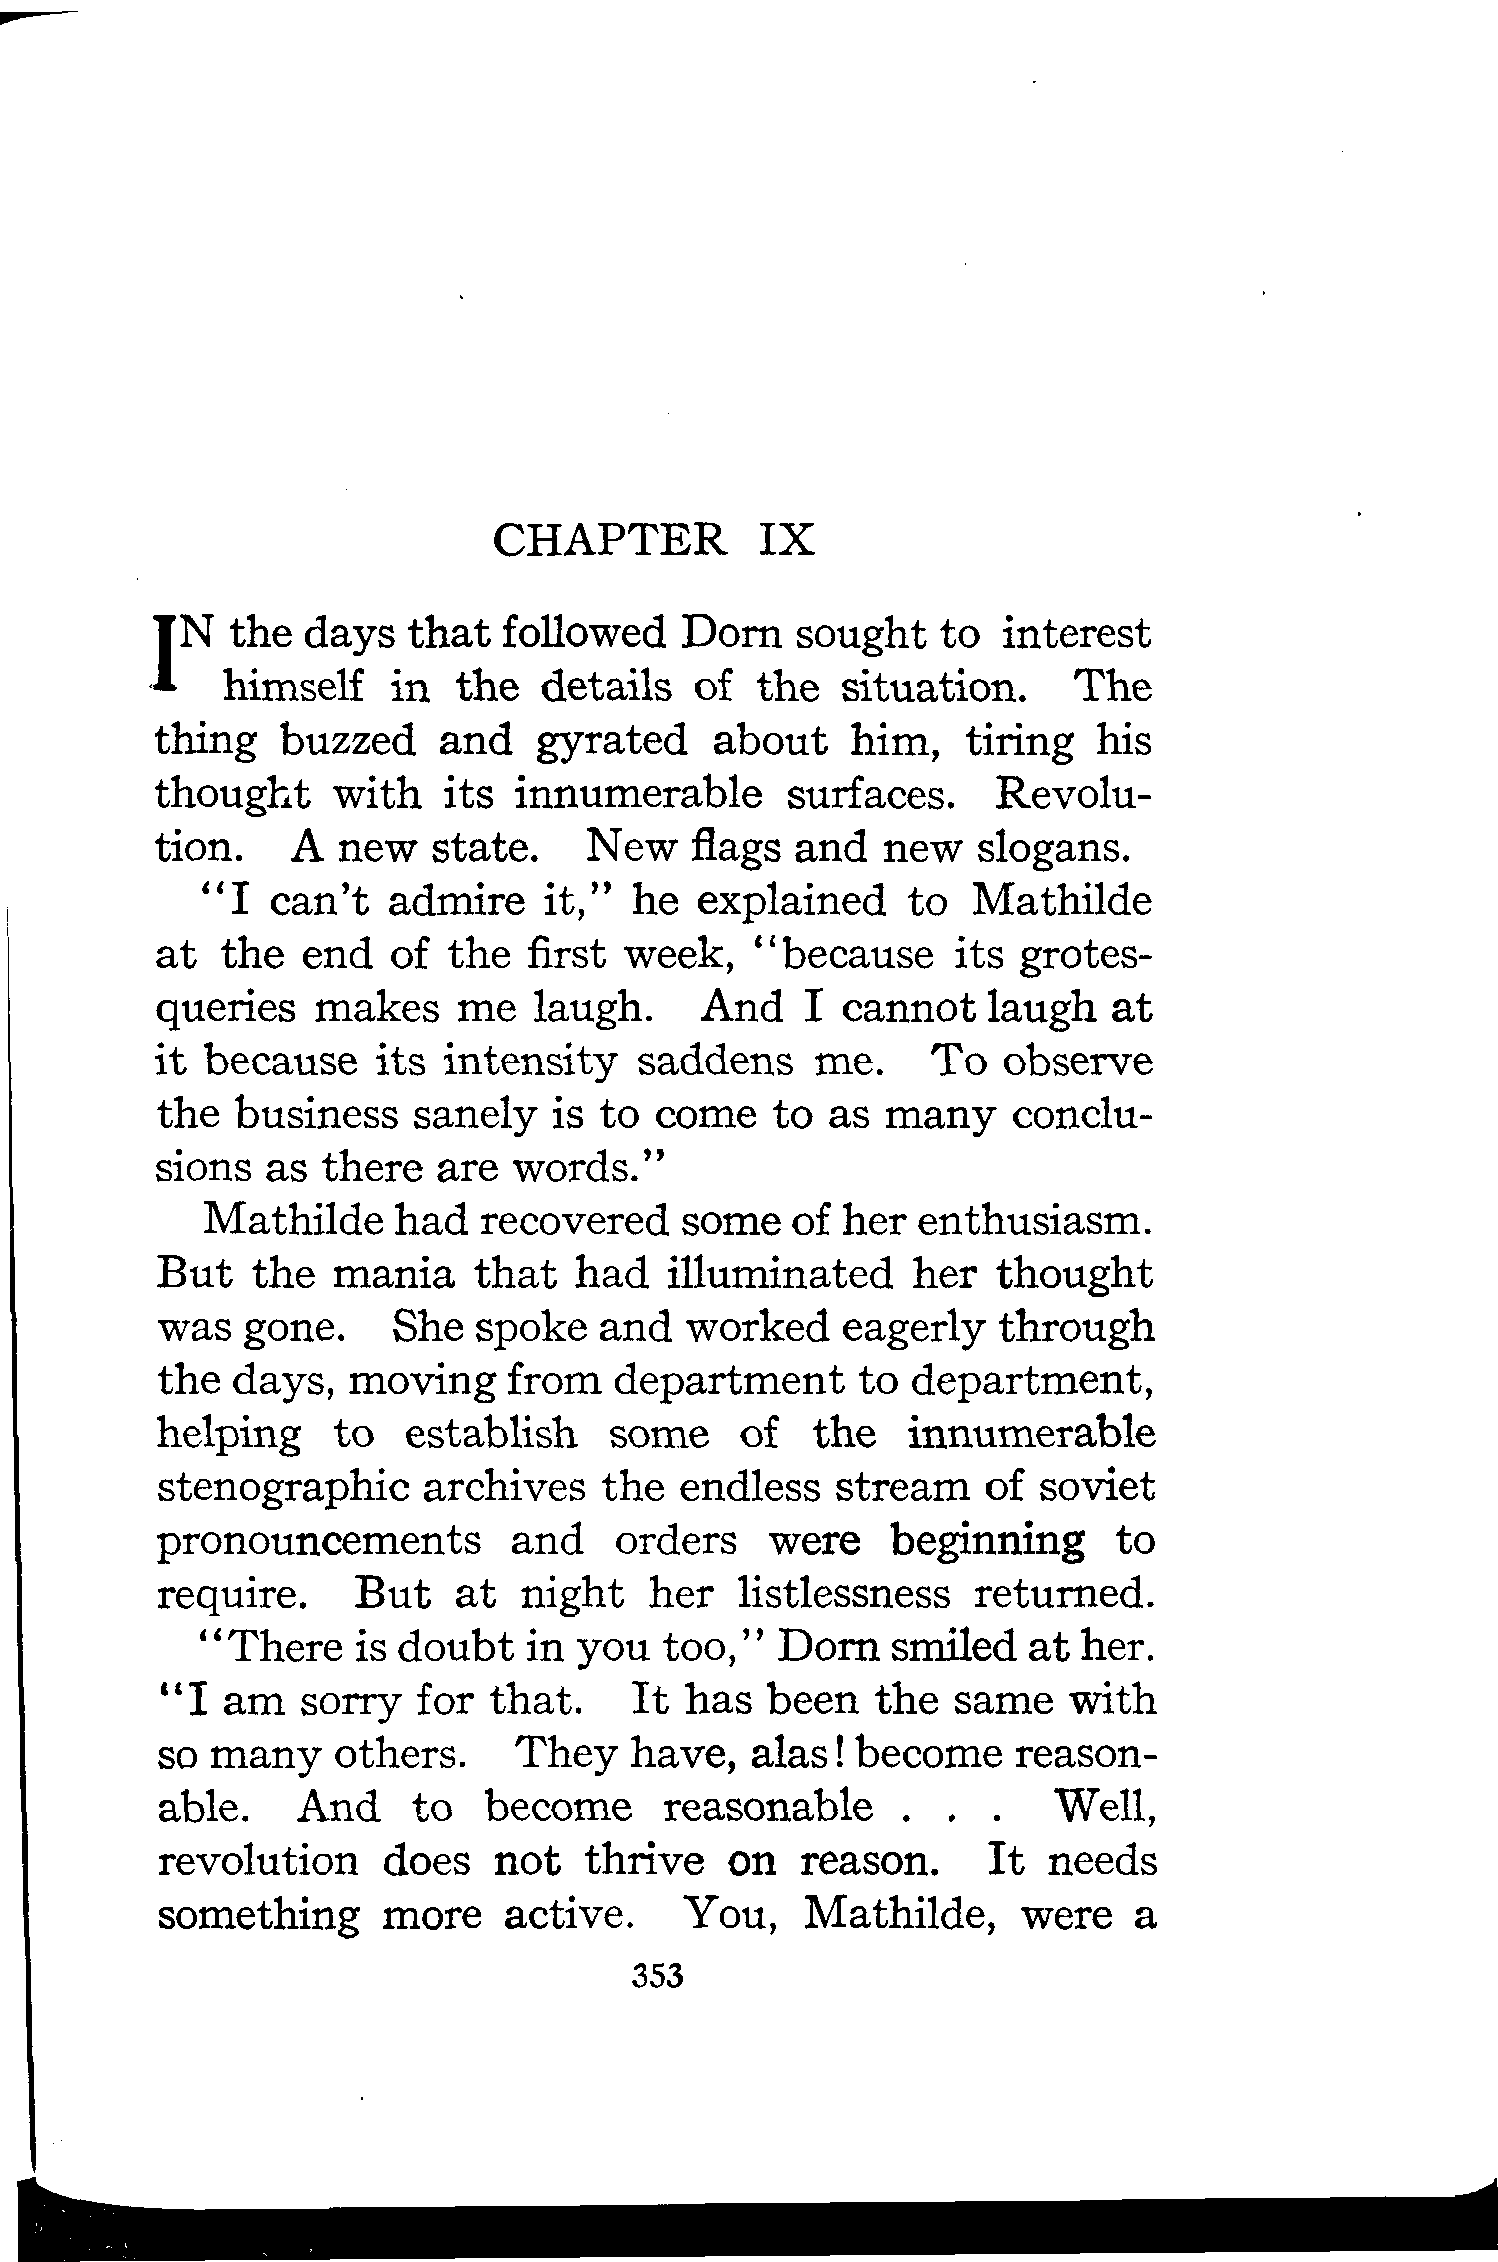 CHAPTER IX
IN the days that followed Dorn sought to interest
himself in the details of the situation. The
thing buzzed and gyrated about him, tiring his
thought with its innumerable surfaces. Revolu-
tion. A new state. New flags and new slogans.
"I can't admire it," he explained to Mathilde
at the end of the first week, "because its grotes-
queries makes me laugh. And I cannot laugh at
it because its intensity saddens me. To observe
the business sanely is to come to as many conclu-
sions as there are words."
Mathilde had recovered some of her enthusiasm.
But the mania that had illuminated her thought
was gone. She spoke and worked eagerly through
the days, moving from department to department,
helping to establish some of the innumerable
stenographic archives the endless stream of soviet
pronouncements and orders were beginning to
require. But at night her listlessness returned.
"There is doubt in you too," Dorn smiled at her.
"I am sorry for that. It has been the same with
so many others. They have, alas! become reason-
able. And to become reasonable . . . Well,
revolution does not thrive on reason. It needs
something more active. You, Mathilde, were a
353